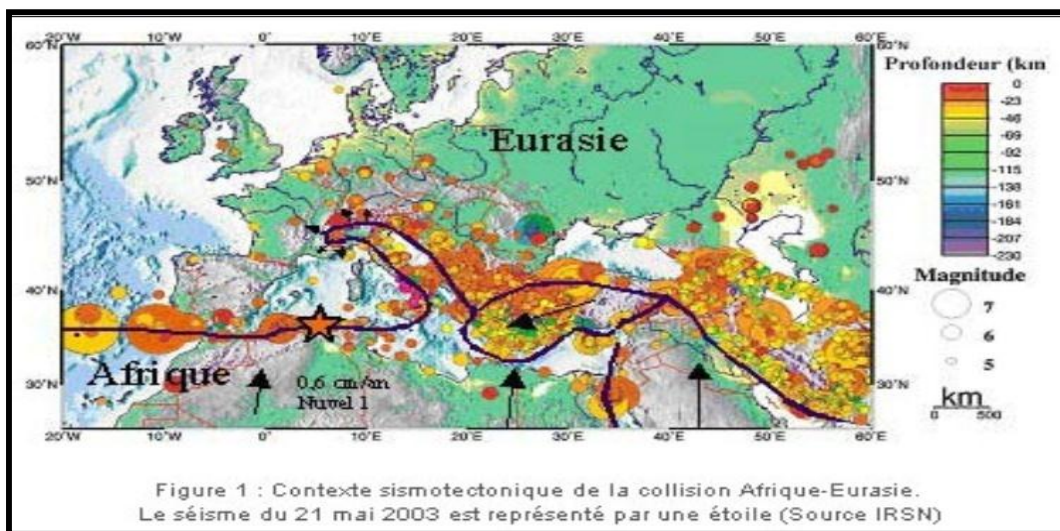 60°N
50°N
40°N
30°N
20°W 10°W 0° 10°E 20°E 30°E 40°E 50°E 60°E
60°N
50°N
40°N
30°N
Eurasie
Afrique
0,6 cm/an
Nuvel 1
Profondeur (km
0
-23
-46
-69
-92
-115
-138
-161
-184
-207
-230
Magnitude
7
6
5
km
0 500
Figure 1 : Contexte sismotectonique de la collision Afrique-Eurasie.
Le séisme du 21 mai 2003 est représenté par une étoile (Source IRSN)